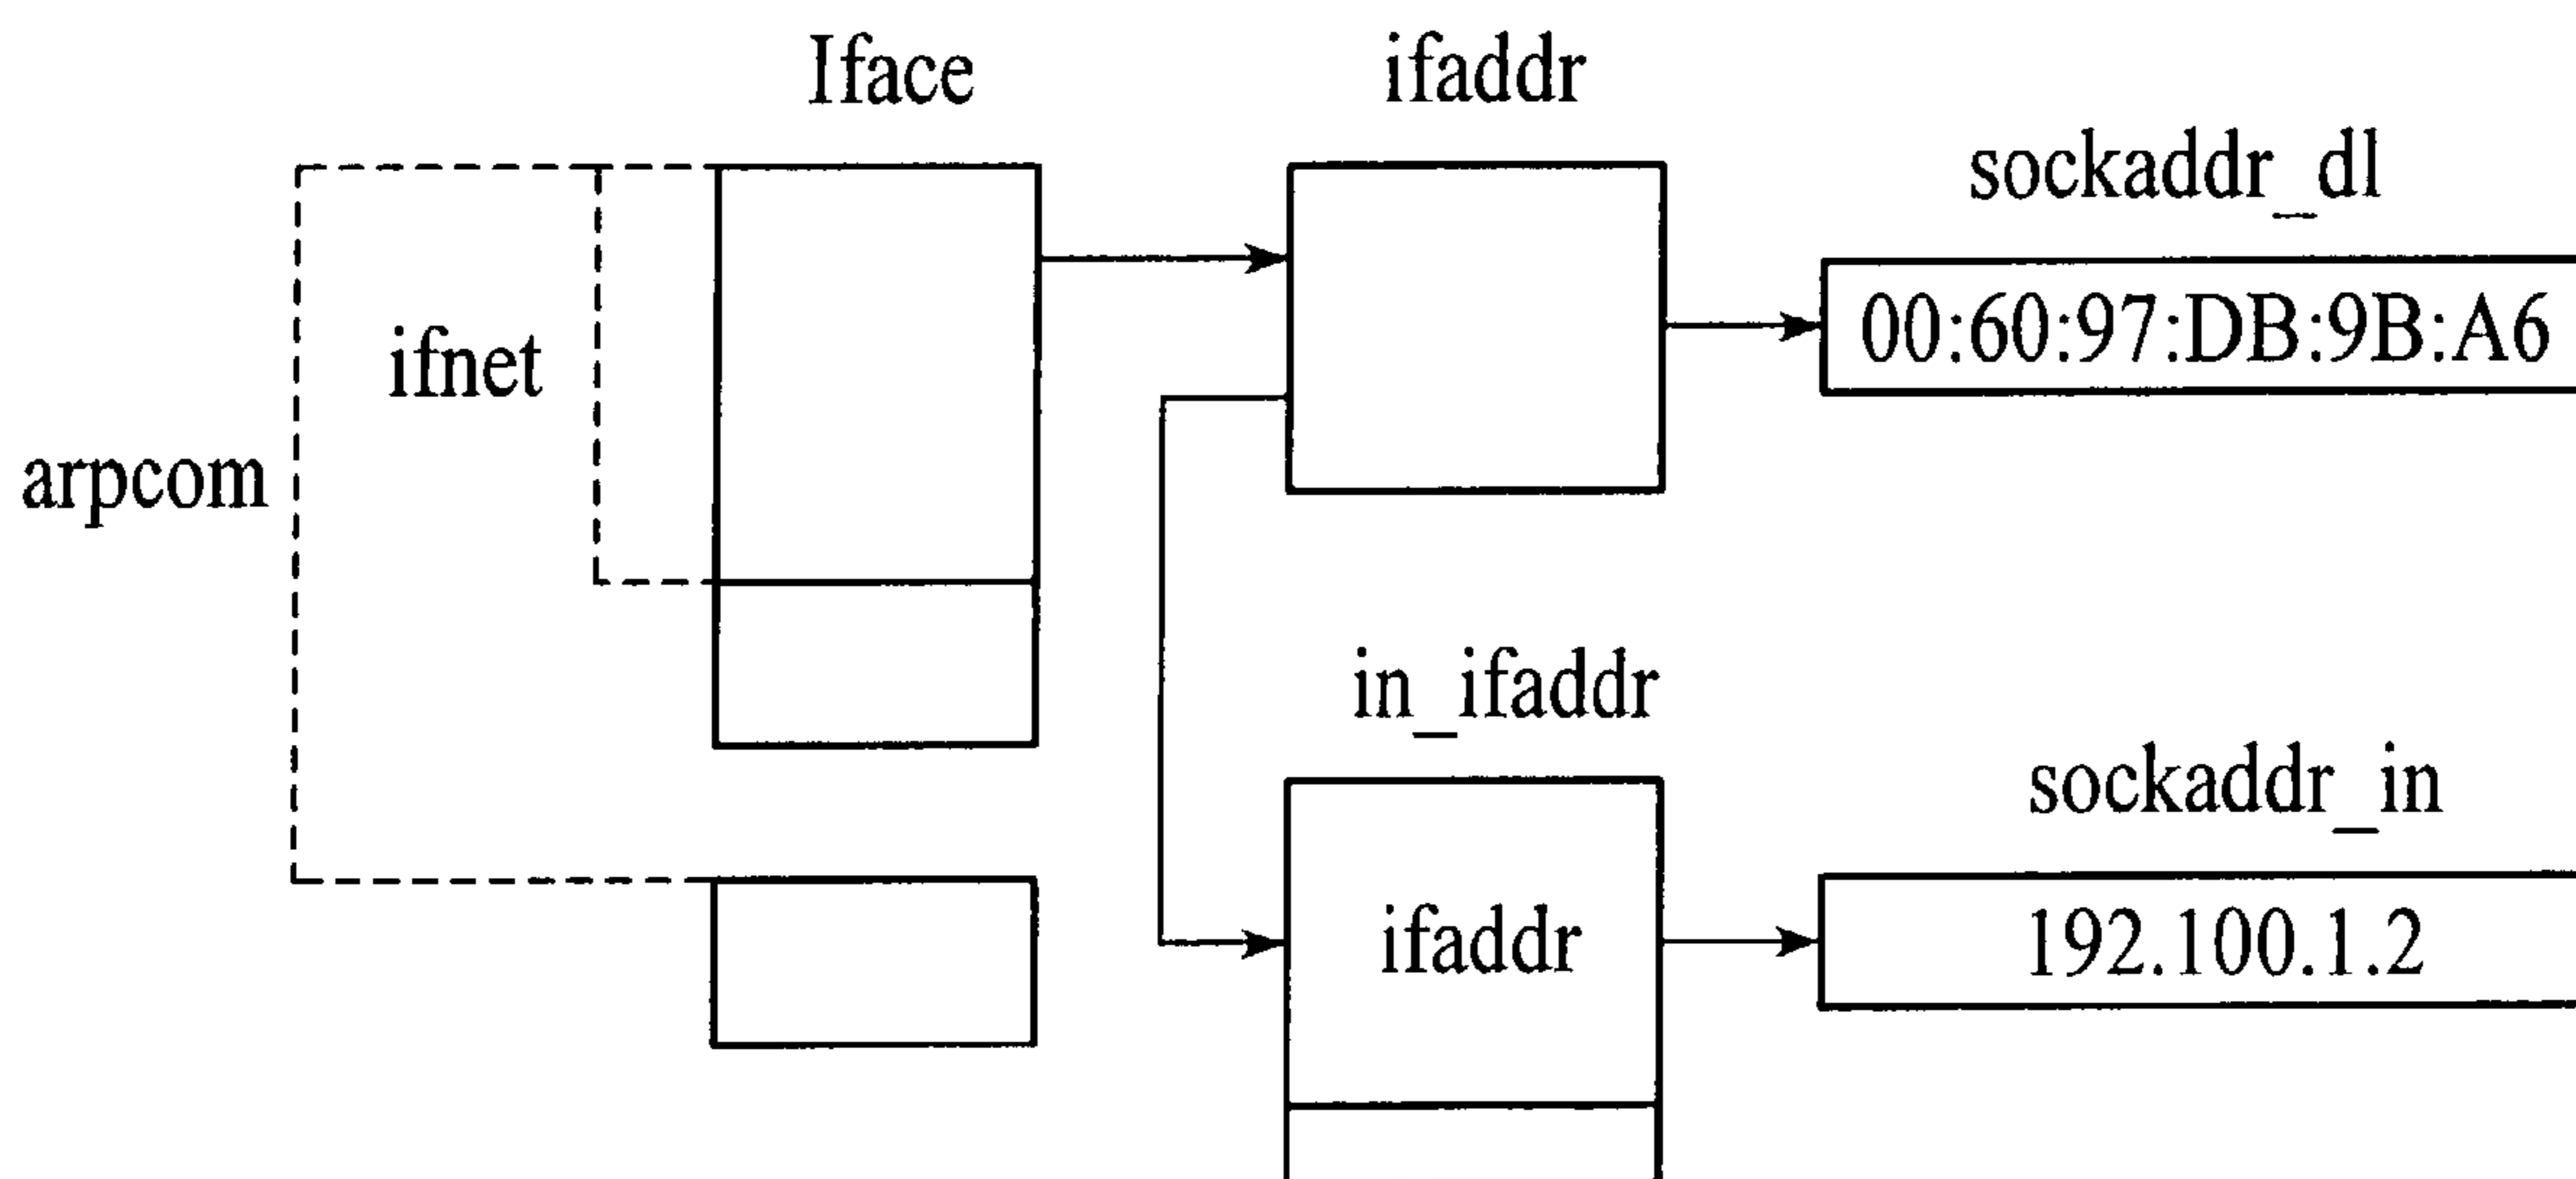 Iface
ifaddr
sockaddr_dl
00:60:97:DB:9B:A6
ifnet
arpcom
in_ifaddr
sockaddr_in
ifaddr
192.100.1.2